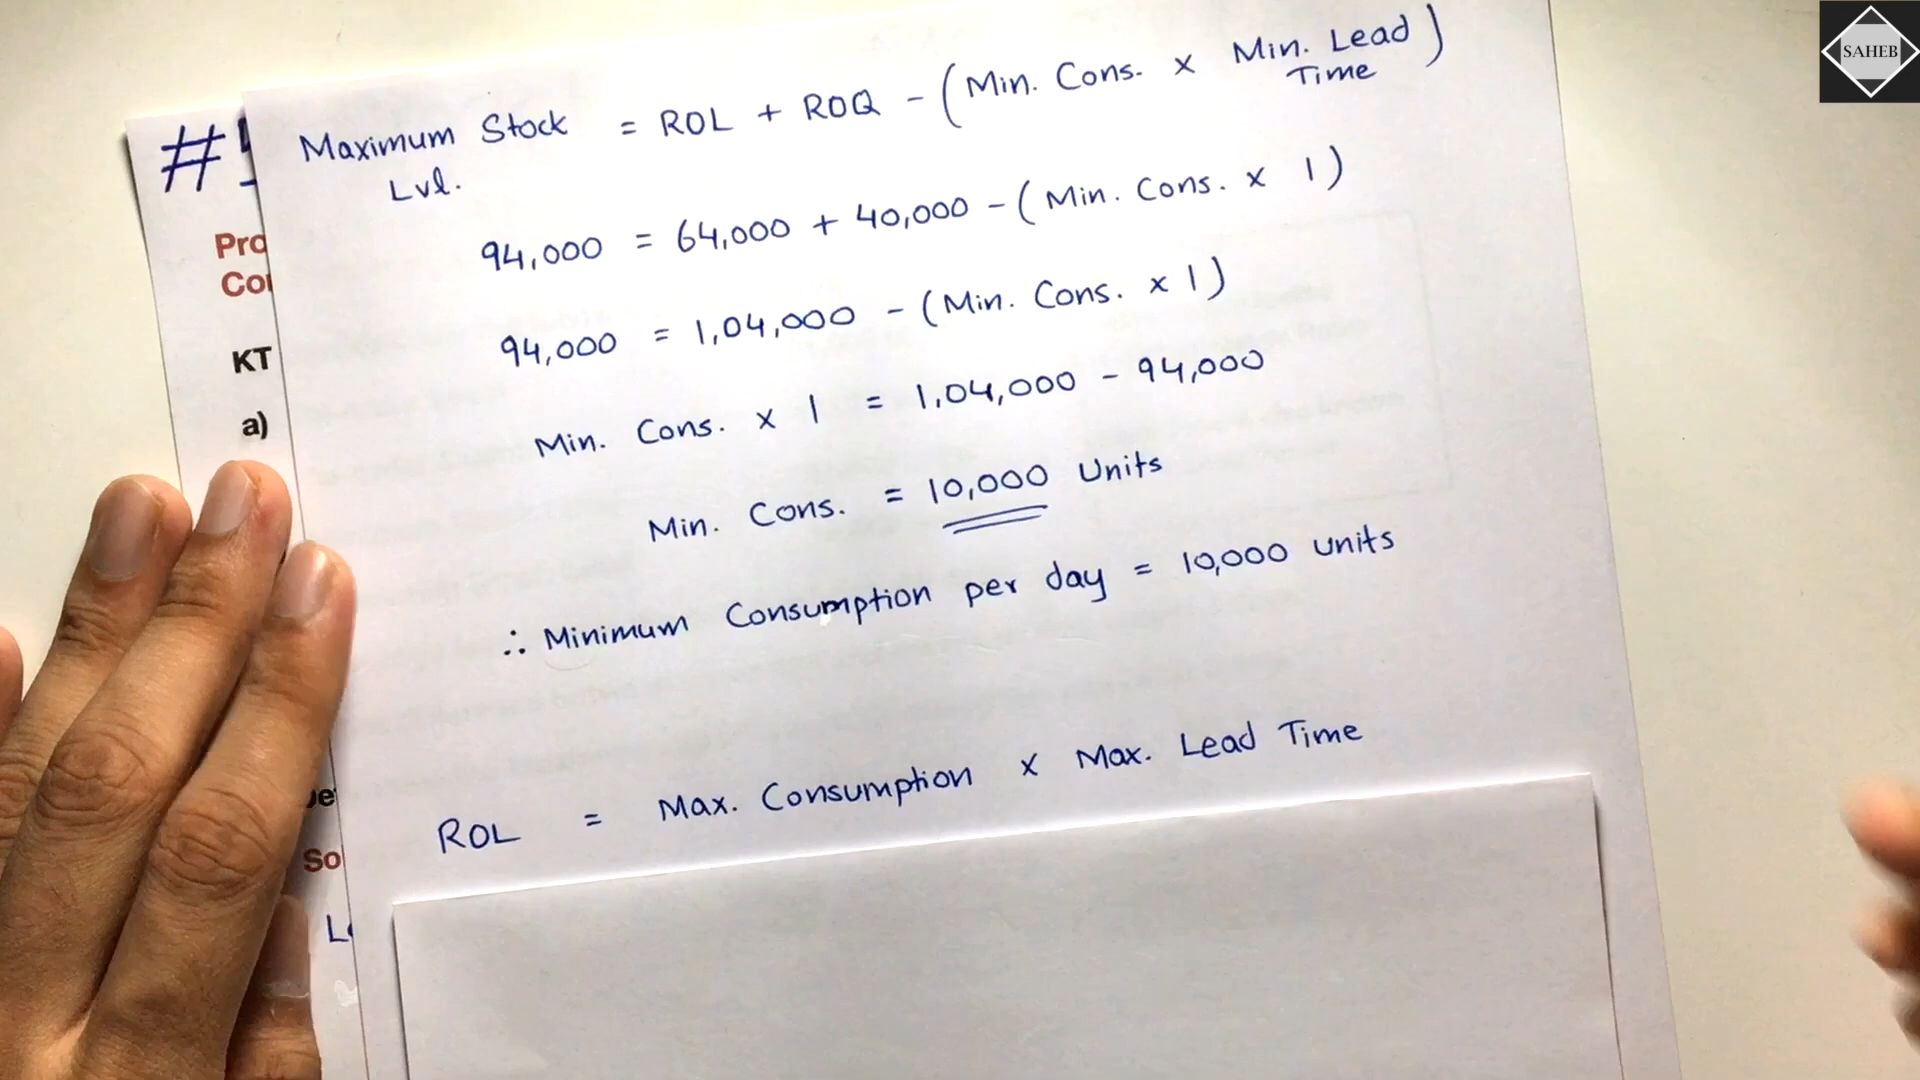 SAHEB
Maximum Stock = ROL + ROQ - (Min. Cons. x Min. Lead)
Lvl. Time
94,000 = 64,000 + 40,000 - (Min. Cons. x 1)
94,000 = 1,04,000 - (Min. Cons. x 1)
Min. Cons. x 1 = 1,04,000 - 94,000
Min. Cons. = 10,000 Units
∴ Minimum Consumption per day = 10,000 units
ROL = Max. Consumption x Max. Lead Time
#
Pro
Co
KT
a)
So